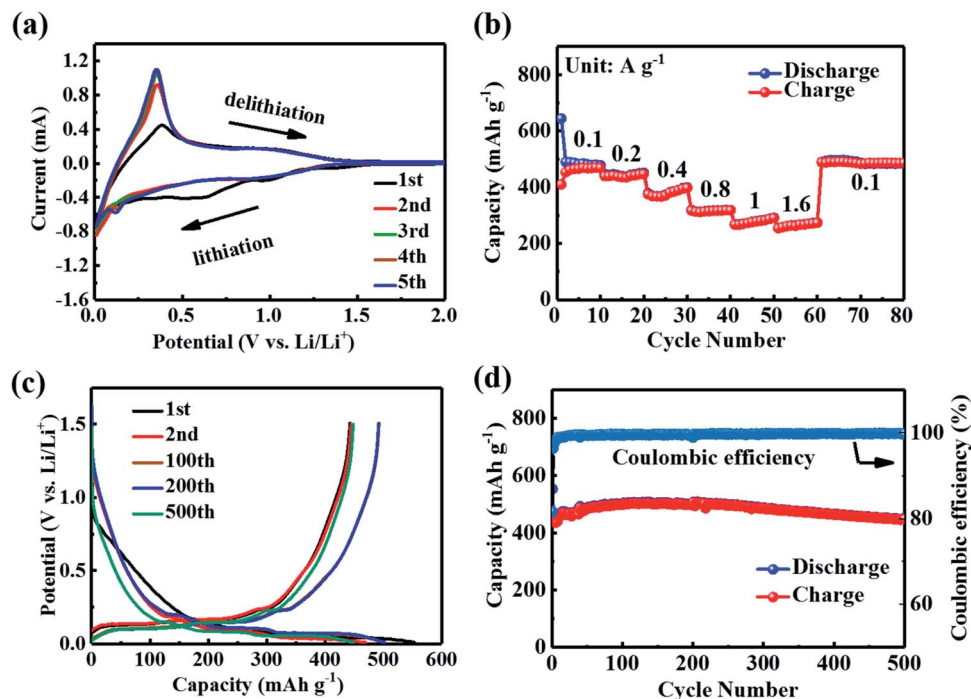 (a)
1.2
0.8
0.4
0.0
-0.4
-0.8
-1.2
-1.6
Current (mA)
delithiation
lithiation
1st
2nd
3rd
4th
5th
0.0 0.5 1.0 1.5 2.0
Potential (V vs. Li/Li⁺)
(b)
800
600
400
200
0
Capacity (mAh g⁻¹)
Unit: A g⁻¹
Discharge
Charge
0.1
0.2
0.4
0.8
1
1.6
0.1
0 10 20 30 40 50 60 70 80
Cycle Number
(c)
1.5
1.0
0.5
0.0
Potential (V vs. Li/Li⁺)
1st
2nd
100th
200th
500th
0 100 200 300 400 500 600
Capacity (mAh g⁻¹)
(d)
800
700
600
500
400
300
200
100
0
Capacity (mAh g⁻¹)
Coulombic efficiency
Discharge
Charge
100
80
60
Coulombic efficiency (%)
0 100 200 300 400 500
Cycle Number